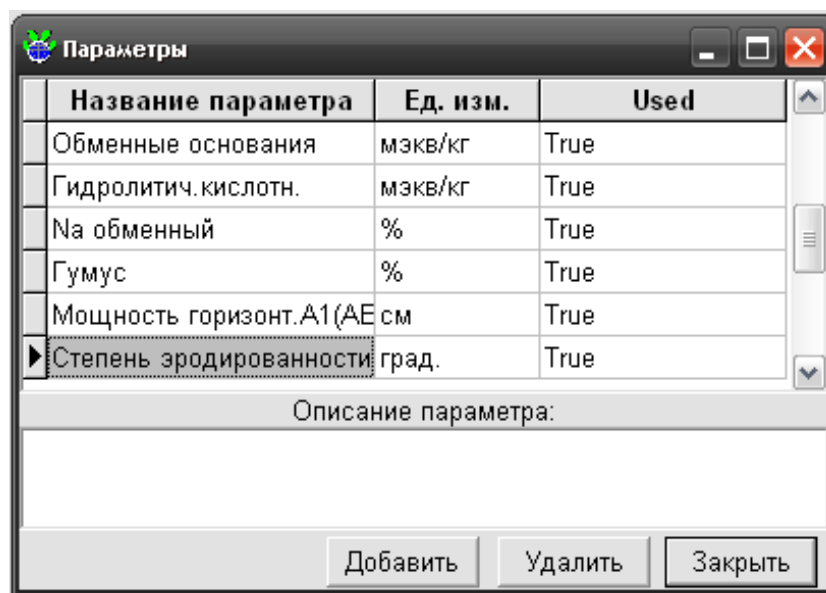 Параметры
Название параметра Ед. изм. Used
Обменные основания мэкв/кг True
Гидролитич.кислотн. мэкв/кг True
Na обменный % True
Гумус % True
Мощность горизонт.А1(АЕ см True
Степень эродированности град. True
Описание параметра:
Добавить Удалить Закрыть